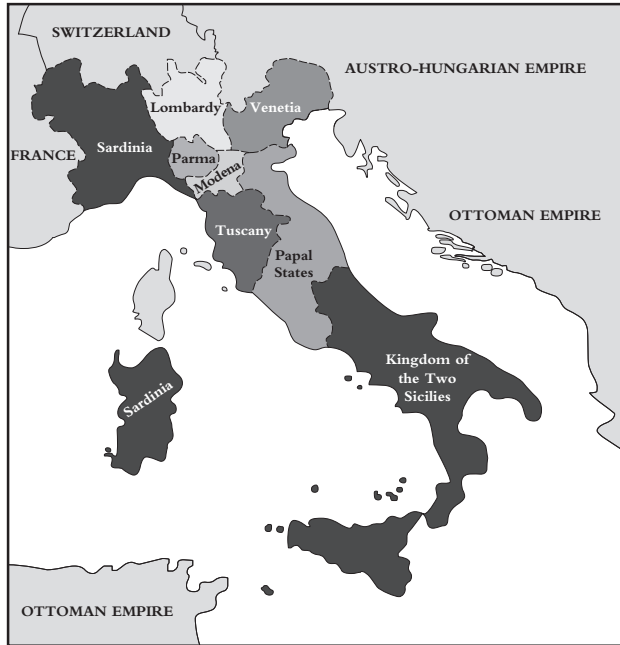 SWITZERLAND
AUSTRO-HUNGARIAN EMPIRE
Lombardy
Venetia
Sardinia
FRANCE
Parma
Modena
OTTOMAN EMPIRE
Tuscany
Papal
States
Kingdom of
the Two
Sicilies
Sardinia
OTTOMAN EMPIRE